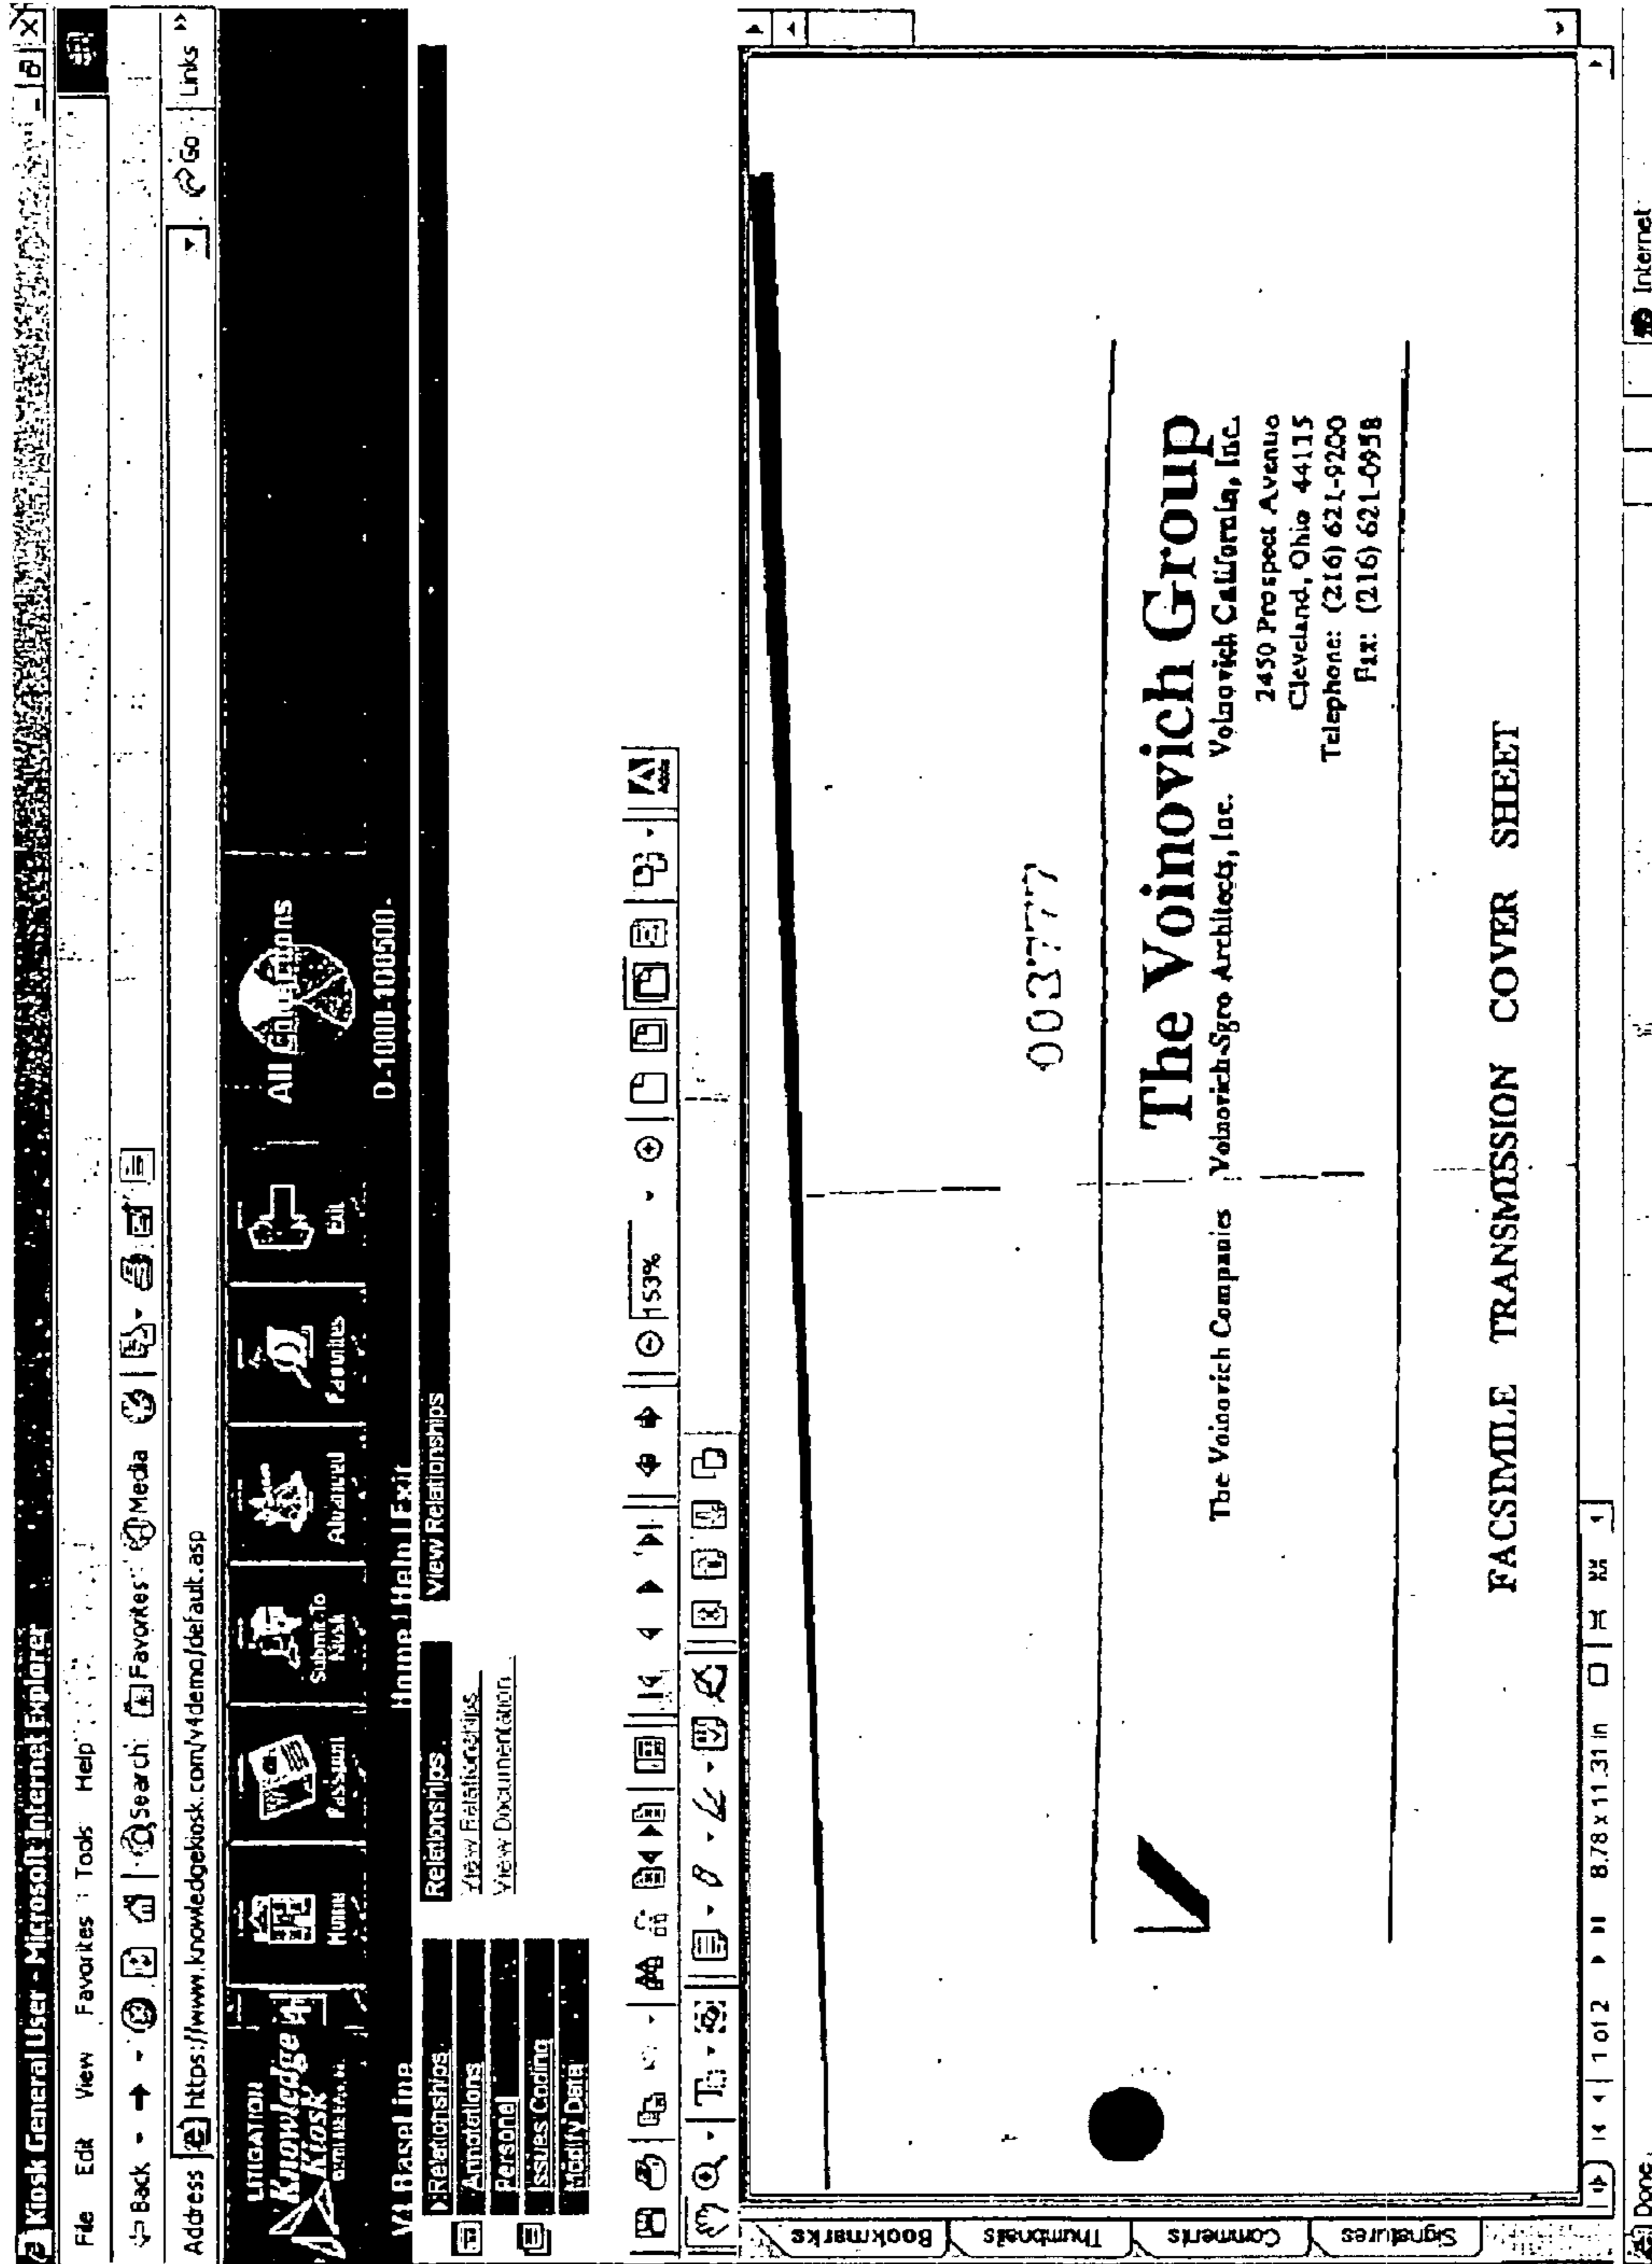 Kiosk General User - Microsoft Internet Explorer
File Edit View Favorites Tools Help
Back Search Favorites Media
Address https://www.knowledgekiosk.com/v4demo/default.asp Go Links
LITIGATION
Knowledge
Kiosk
Home Passport Submit To Kiosk Advanced Favorites Exit All Collections
V4 BaseLine Home | Help | Exit D-1000-100500-
Relationships Relationships View Relationships
Annotations View Relationships
Personal View Documentation
Issues Coding
Modify Data
153% Adobe
Bookmarks
Thumbnails
Comments
Signatures
003777
The Voinovich Group
The Voinovich Companies Voinovich-Sgro Architects, Inc. Voinovich California, Inc.
2450 Prospect Avenue
Cleveland, Ohio 44115
Telephone: (216) 621-9200
Fax: (216) 621-0958
FACSIMILE TRANSMISSION COVER SHEET
1 of 2 8.78 x 11.31 in
Done Internet